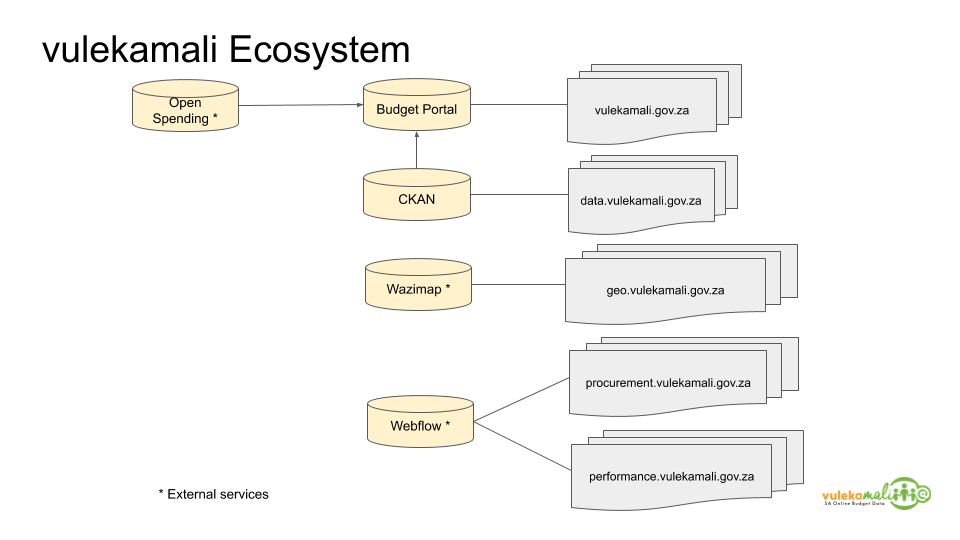 vulekamali Ecosystem
Open
Spending *
Budget Portal
vulekamali.gov.za
CKAN
data.vulekamali.gov.za
Wazimap *
geo.vulekamali.gov.za
procurement.vulekamali.gov.za
Webflow *
performance.vulekamali.gov.za
* External services
vulekamali
SA Online Budget Data